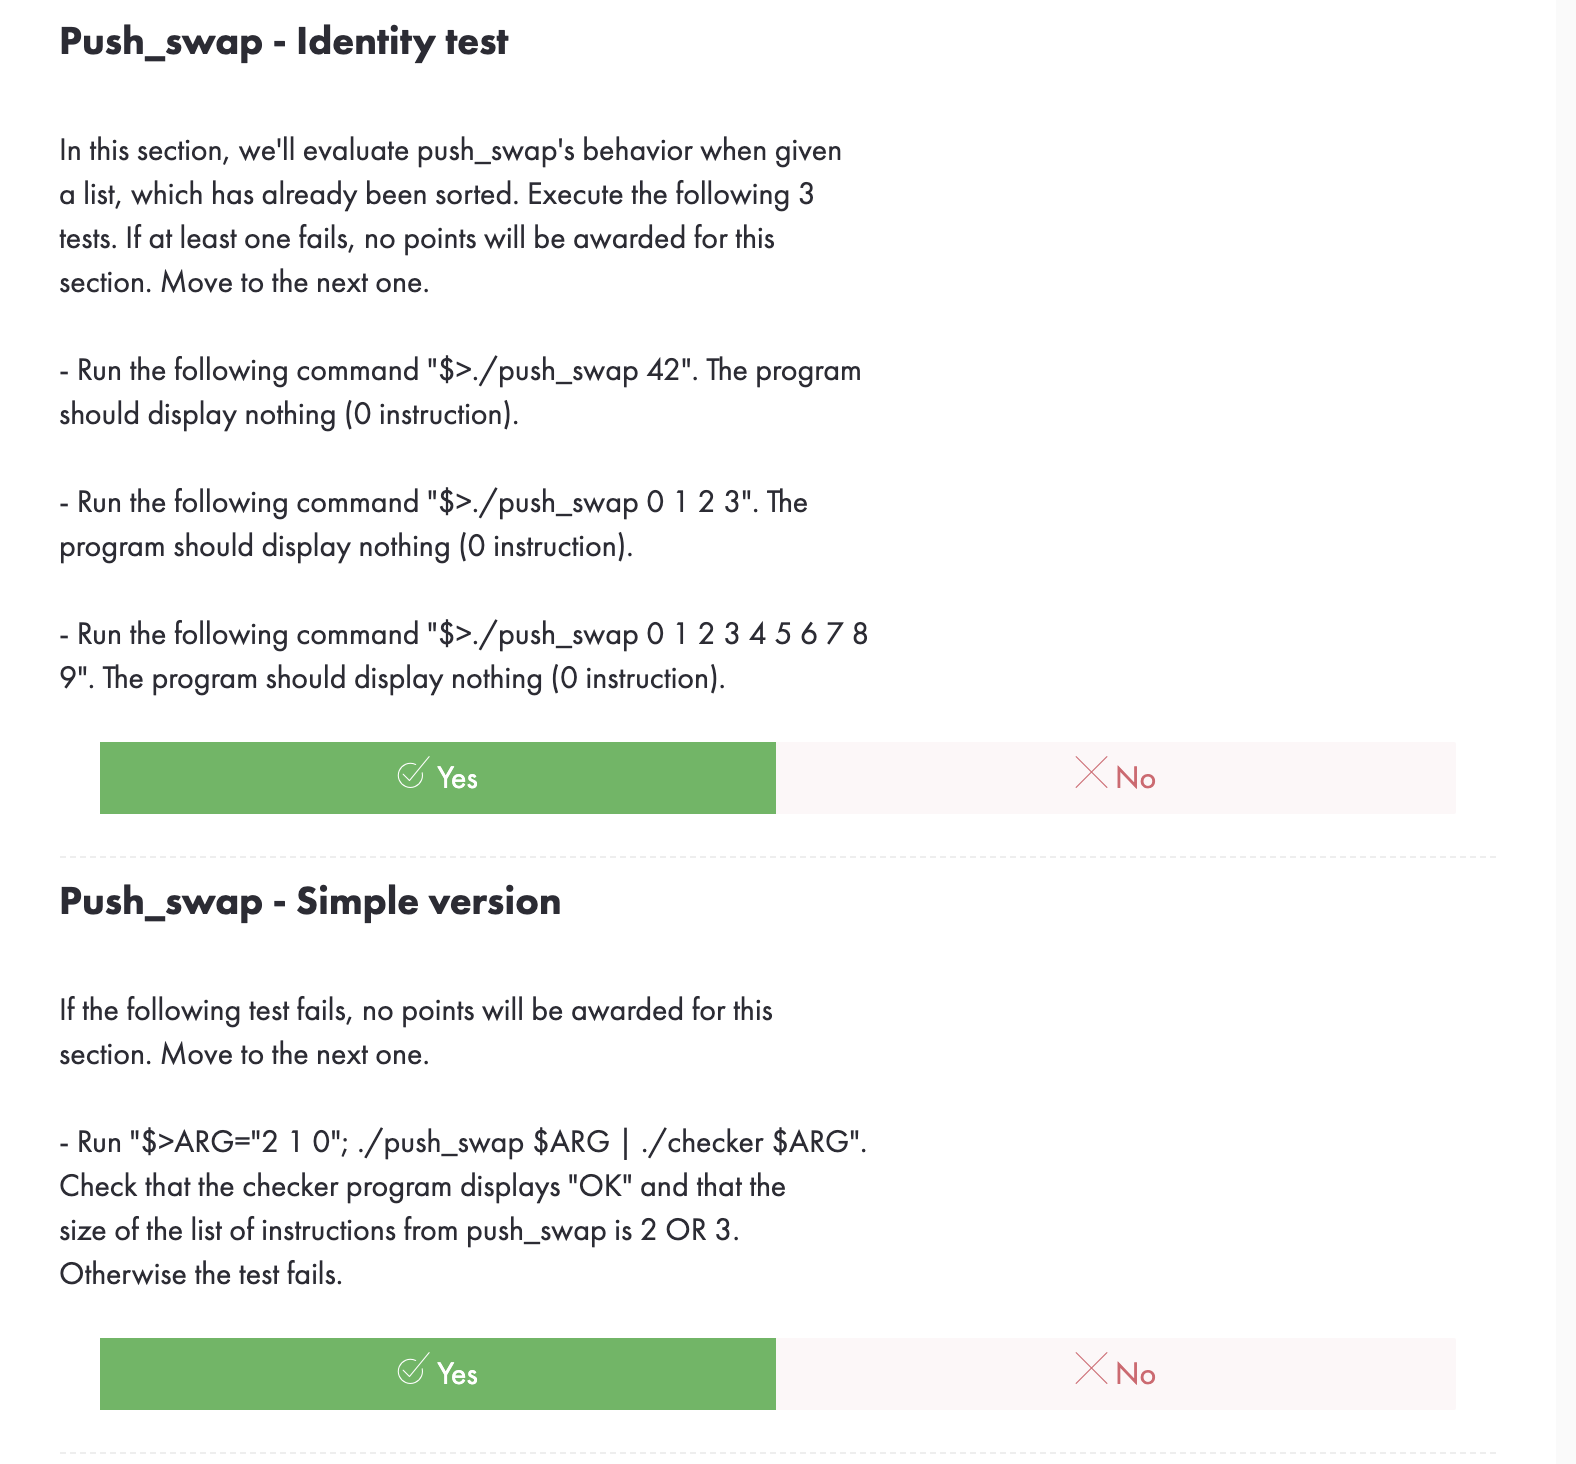 Push_swap - Identity test
In this section, we'll evaluate push_swap's behavior when given
a list, which has already been sorted. Execute the following 3
tests. If at least one fails, no points will be awarded for this
section. Move to the next one.
- Run the following command "$>./push_swap 42". The program
should display nothing (0 instruction).
- Run the following command "$>./push_swap 0 1 2 3". The
program should display nothing (0 instruction).
- Run the following command "$>./push_swap 0 1 2 3 4 5 6 7 8
9". The program should display nothing (0 instruction).
Yes
No
Push_swap - Simple version
If the following test fails, no points will be awarded for this
section. Move to the next one.
- Run "$>ARG="2 1 0"; ./push_swap $ARG | ./checker $ARG".
Check that the checker program displays "OK" and that the
size of the list of instructions from push_swap is 2 OR 3.
Otherwise the test fails.
Yes
No